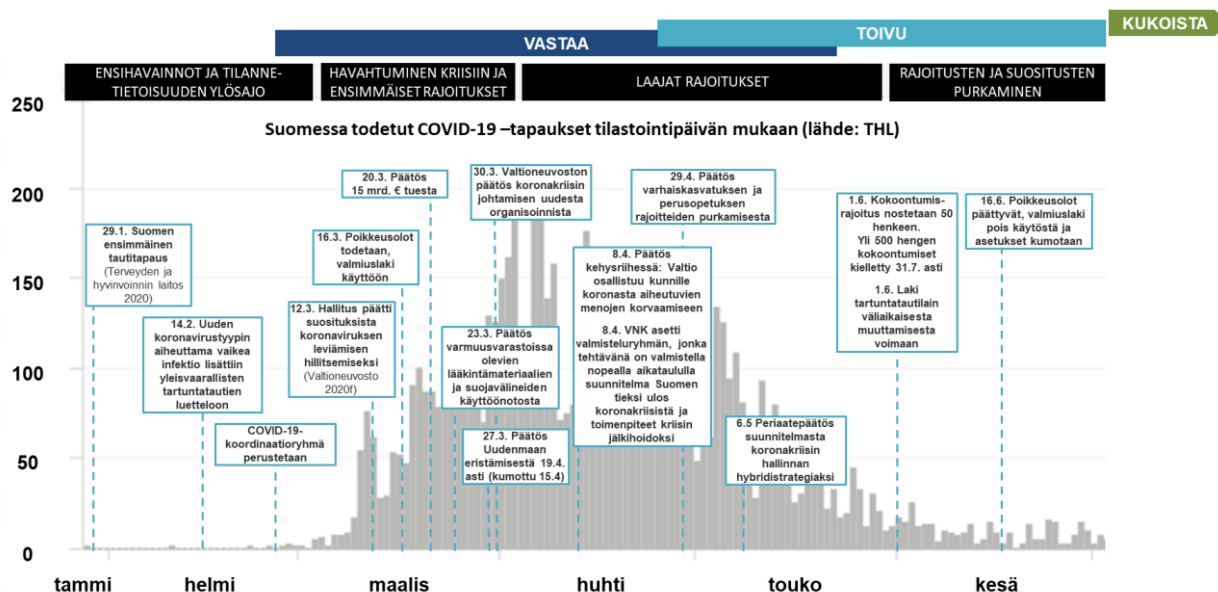 KUKOISTA
TOIVU
VASTAA
ENSIHAVAINNOT JA TILANNE-
TIETOISUUDEN YLÖSAJO
HAVAHTUMINEN KRIISIIN JA
ENSIMMÄISET RAJOITUKSET
LAAJAT RAJOITUKSET
RAJOITUSTEN JA SUOSITUSTEN
PURKAMINEN
Suomessa todetut COVID-19 –tapaukset tilastointipäivän mukaan (lähde: THL)
250
200
150
100
50
0
29.1. Suomen
ensimmäinen
tautitapaus
(Terveyden ja
hyvinvoinnin laitos
2020)
14.2. Uuden
koronavirustyypin
aiheuttama vaikea
infektio lisättiin
yleisvaarallisten
tartuntatautien
luetteloon
COVID-19-
koordinaatioryhmä
perustetaan
12.3. Hallitus päätti
suosituksista
koronaviruksen
leviämisen
hillitsemiseksi
(Valtioneuvosto
2020f)
16.3. Poikkeusolot
todetaan,
valmiuslaki
käyttöön
20.3. Päätös
15 mrd. € tuesta
23.3. Päätös
varmuusvarastoissa
olevien
lääkintämateriaalien
ja suojavälineiden
käyttöönotosta
27.3. Päätös
Uudenmaan
eristämisestä 19.4.
asti (kumottu 15.4)
30.3. Valtioneuvoston
päätös koronakriisin
johtamisen uudesta
organisoinnista
8.4. Päätös
kehysriihessä: Valtio
osallistuu kunnille
koronasta aiheutuvien
menojen korvaamiseen
8.4. VNK asetti
valmisteluryhmän, jonka
tehtävänä on valmistella
nopealla aikataululla
suunnitelma Suomen
tieksi ulos
koronakriisistä ja
toimenpiteet kriisin
jälkihoidoksi
29.4. Päätös
varhaiskasvatuksen ja
perusopetuksen
rajoitteiden purkamisesta
6.5 Periaatepäätös
suunnitelmasta
koronakriisin
hallinnan
hybridistrategiaksi
1.6. Kokoontumis-
rajoitus nostetaan 50
henkeen.
Yli 500 hengen
kokoontumiset
kielletty 31.7. asti
1.6. Laki
tartuntatautilain
väliaikaisesta
muuttamisesta
voimaan
16.6. Poikkeusolot
päättyvät, valmiuslaki
pois käytöstä ja
asetukset kumotaan
tammi
helmi
maalis
huhti
touko
kesä